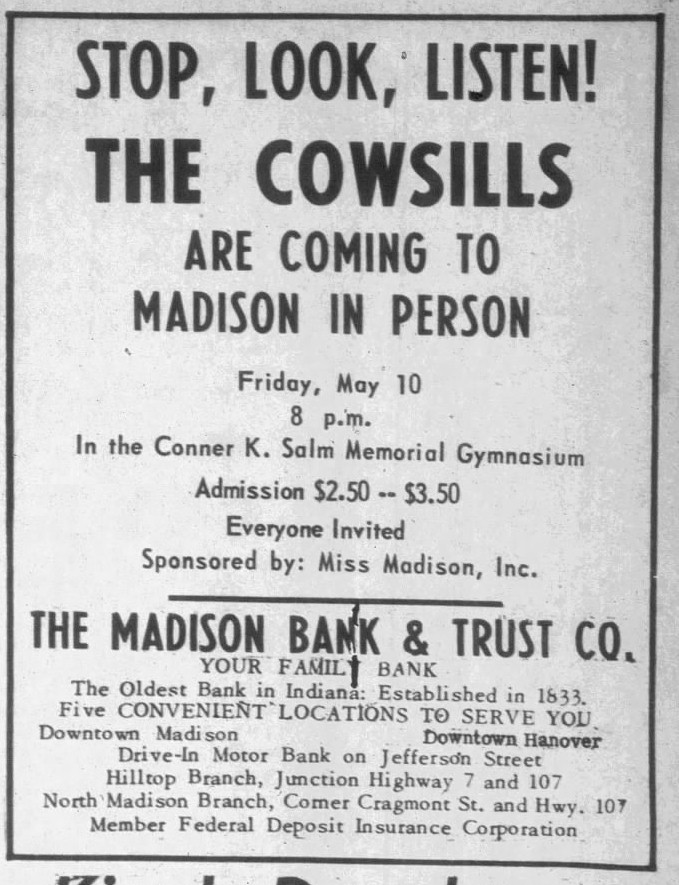 STOP, LOOK, LISTEN!
THE COWSILLS
ARE COMING TO
MADISON IN PERSON
Friday, May 10
8 p.m.
In the Conner K. Salm Memorial Gymnasium
Admission $2.50 -- $3.50
Everyone Invited
Sponsored by: Miss Madison, Inc.
THE MADISON BANK & TRUST CO.
YOUR FAMILY BANK
The Oldest Bank in Indiana: Established in 1833.
Five CONVENIENT LOCATIONS TO SERVE YOU
Downtown Madison Downtown Hanover
Drive-In Motor Bank on Jefferson Street
Hilltop Branch, Junction Highway 7 and 107
North Madison Branch, Corner Cragmont St. and Hwy. 107
Member Federal Deposit Insurance Corporation